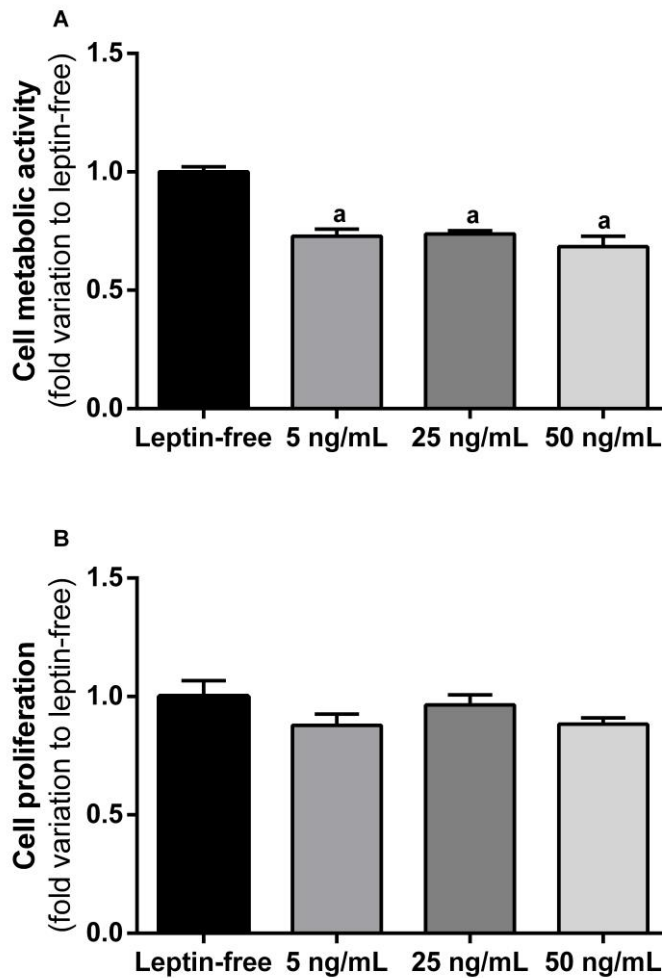 A
Cell metabolic activity
(fold variation to leptin-free)
1.5
1.0
0.5
0.0
a
a
a
Leptin-free 5 ng/mL 25 ng/mL 50 ng/mL
B
Cell proliferation
(fold variation to leptin-free)
1.5
1.0
0.5
0.0
Leptin-free 5 ng/mL 25 ng/mL 50 ng/mL